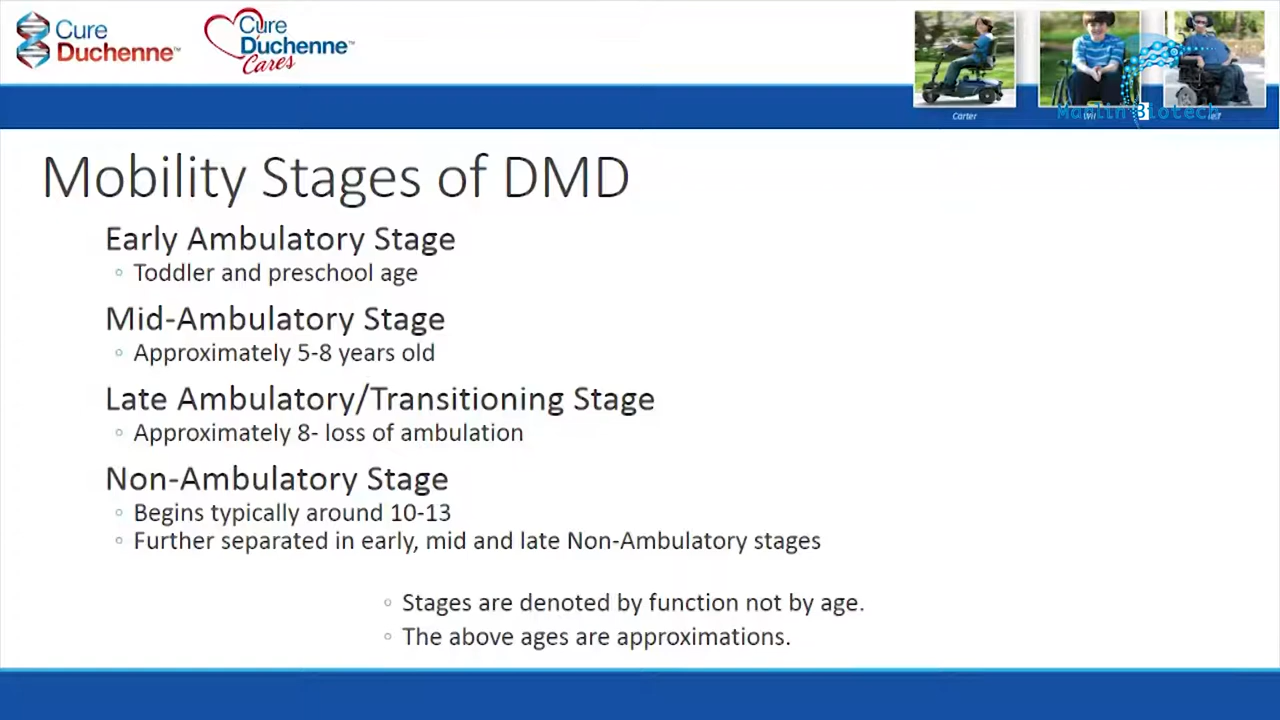 Cure
Duchenne™
Cure
Duchenne™
Cares
Carter
Biotech
Mobility Stages of DMD
Early Ambulatory Stage
◦ Toddler and preschool age
Mid-Ambulatory Stage
◦ Approximately 5-8 years old
Late Ambulatory/Transitioning Stage
◦ Approximately 8- loss of ambulation
Non-Ambulatory Stage
◦ Begins typically around 10-13
◦ Further separated in early, mid and late Non-Ambulatory stages
◦ Stages are denoted by function not by age.
◦ The above ages are approximations.